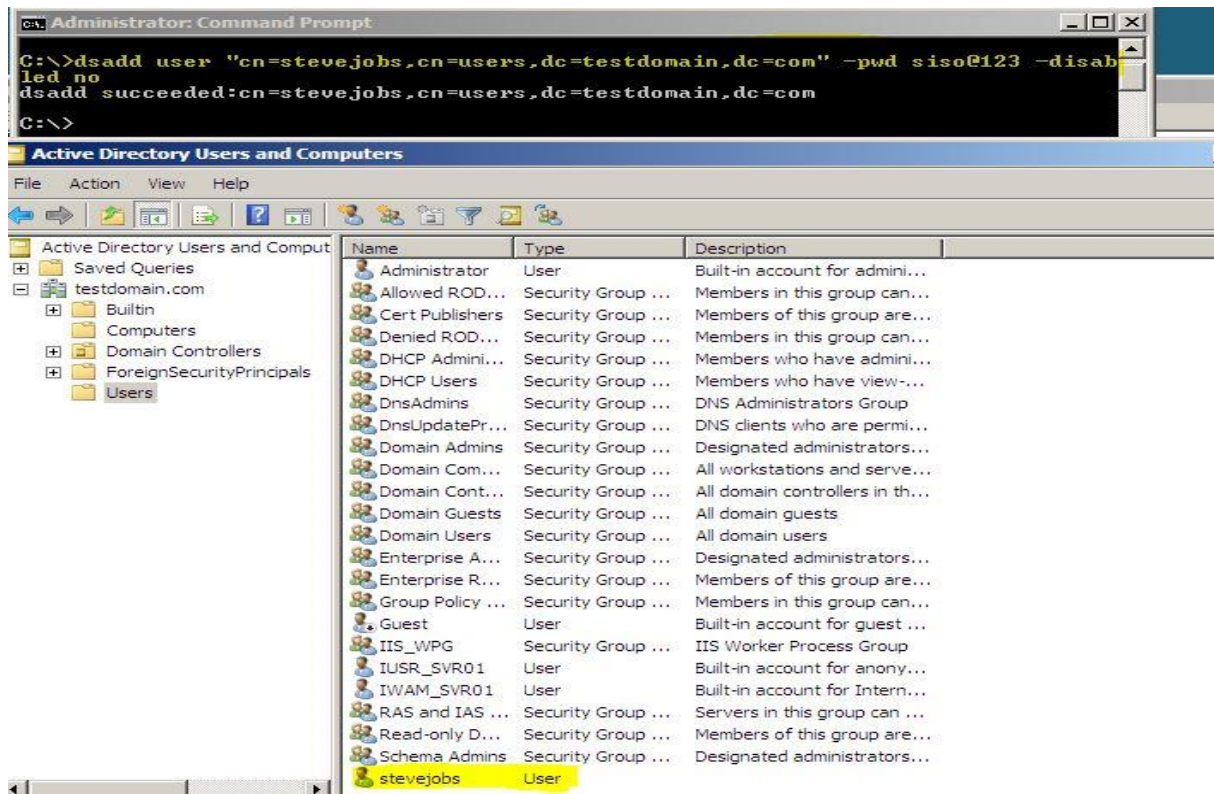 Administrator: Command Prompt
C:\>dsadd user "cn=stevejobs,cn=users,dc=testdomain,dc=com" -pwd siso@123 -disab
led no
dsadd succeeded:cn=stevejobs,cn=users,dc=testdomain,dc=com
C:\>
Active Directory Users and Computers
File Action View Help
Active Directory Users and Comput
Saved Queries
testdomain.com
Builtin
Computers
Domain Controllers
ForeignSecurityPrincipals
Users
Name Type Description
Administrator User Built-in account for admini...
Allowed ROD... Security Group ... Members in this group can...
Cert Publishers Security Group ... Members of this group are...
Denied ROD... Security Group ... Members in this group can...
DHCP Admini... Security Group ... Members who have admini...
DHCP Users Security Group ... Members who have view-...
DnsAdmins Security Group ... DNS Administrators Group
DnsUpdatePr... Security Group ... DNS clients who are permi...
Domain Admins Security Group ... Designated administrators...
Domain Com... Security Group ... All workstations and serve...
Domain Cont... Security Group ... All domain controllers in th...
Domain Guests Security Group ... All domain guests
Domain Users Security Group ... All domain users
Enterprise A... Security Group ... Designated administrators...
Enterprise R... Security Group ... Members of this group are...
Group Policy ... Security Group ... Members in this group can...
Guest User Built-in account for guest ...
IIS_WPG Security Group ... IIS Worker Process Group
IUSR_SVR01 User Built-in account for anony...
IWAM_SVR01 User Built-in account for Intern...
RAS and IAS ... Security Group ... Servers in this group can ...
Read-only D... Security Group ... Members of this group are...
Schema Admins Security Group ... Designated administrators...
stevejobs User